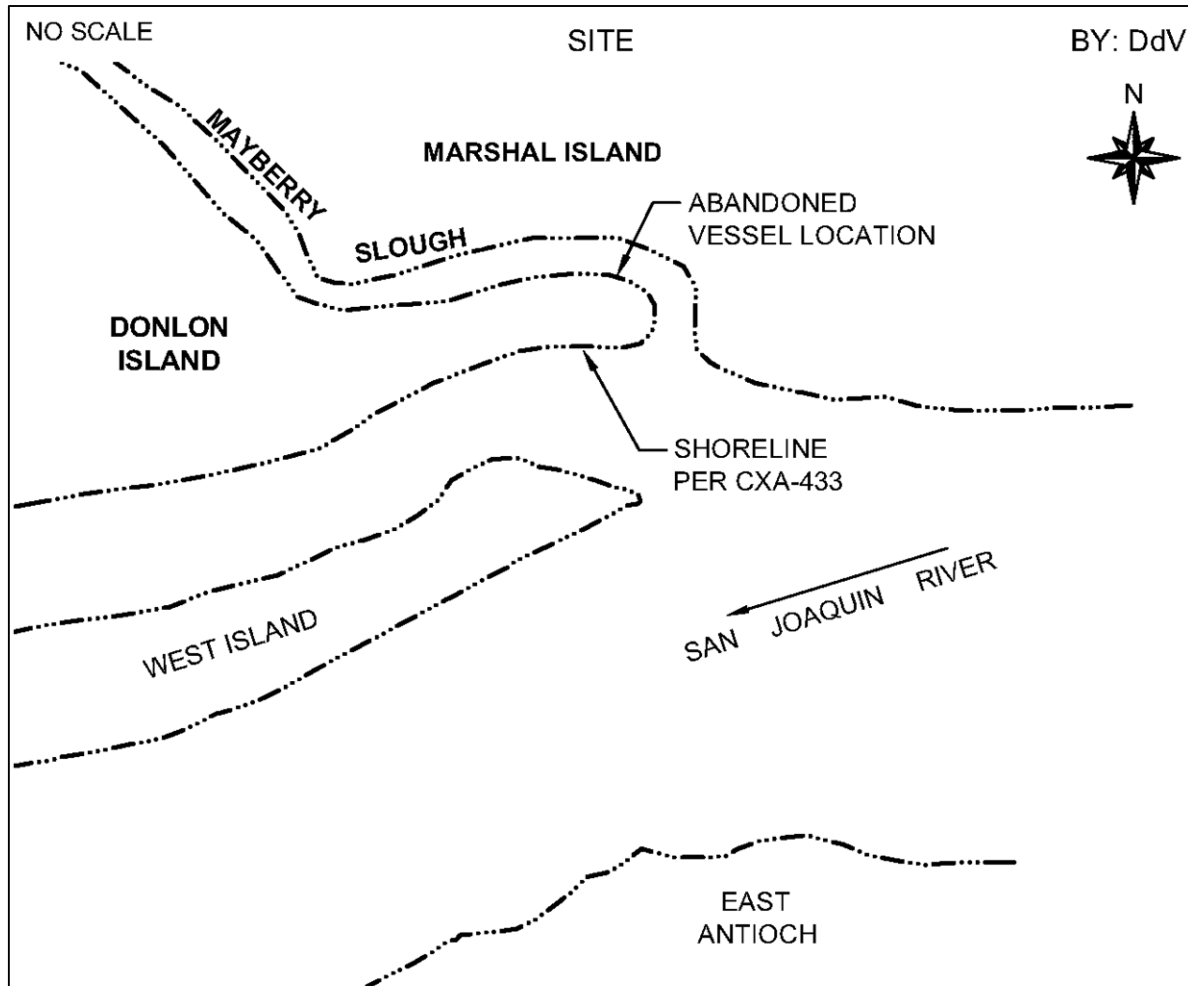 NO SCALE
SITE
BY: DdV
N
MAYBERRY
SLOUGH
MARSHAL ISLAND
ABANDONED
VESSEL LOCATION
DONLON
ISLAND
SHORELINE
PER CXA-433
WEST ISLAND
SAN JOAQUIN RIVER
EAST
ANTIOCH